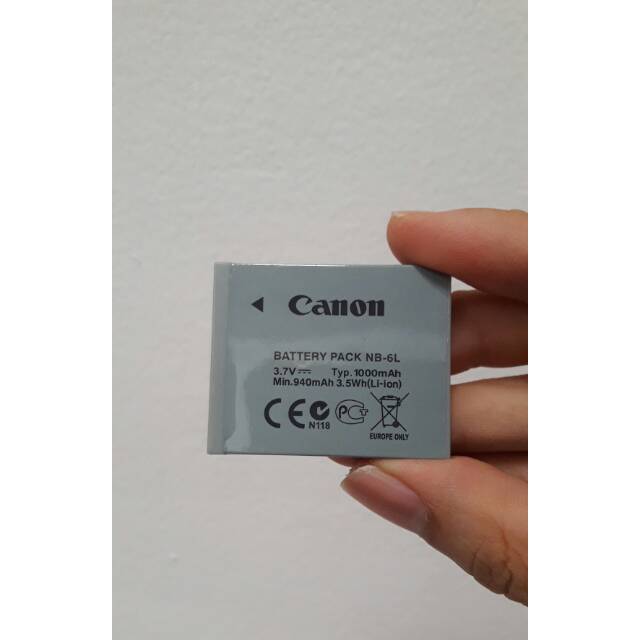 Canon
BATTERY PACK NB-6L
3.7V⎓ Typ.1000mAh
Min.940mAh 3.5Wh(Li-ion)
CE N118 PCT
EUROPE ONLY